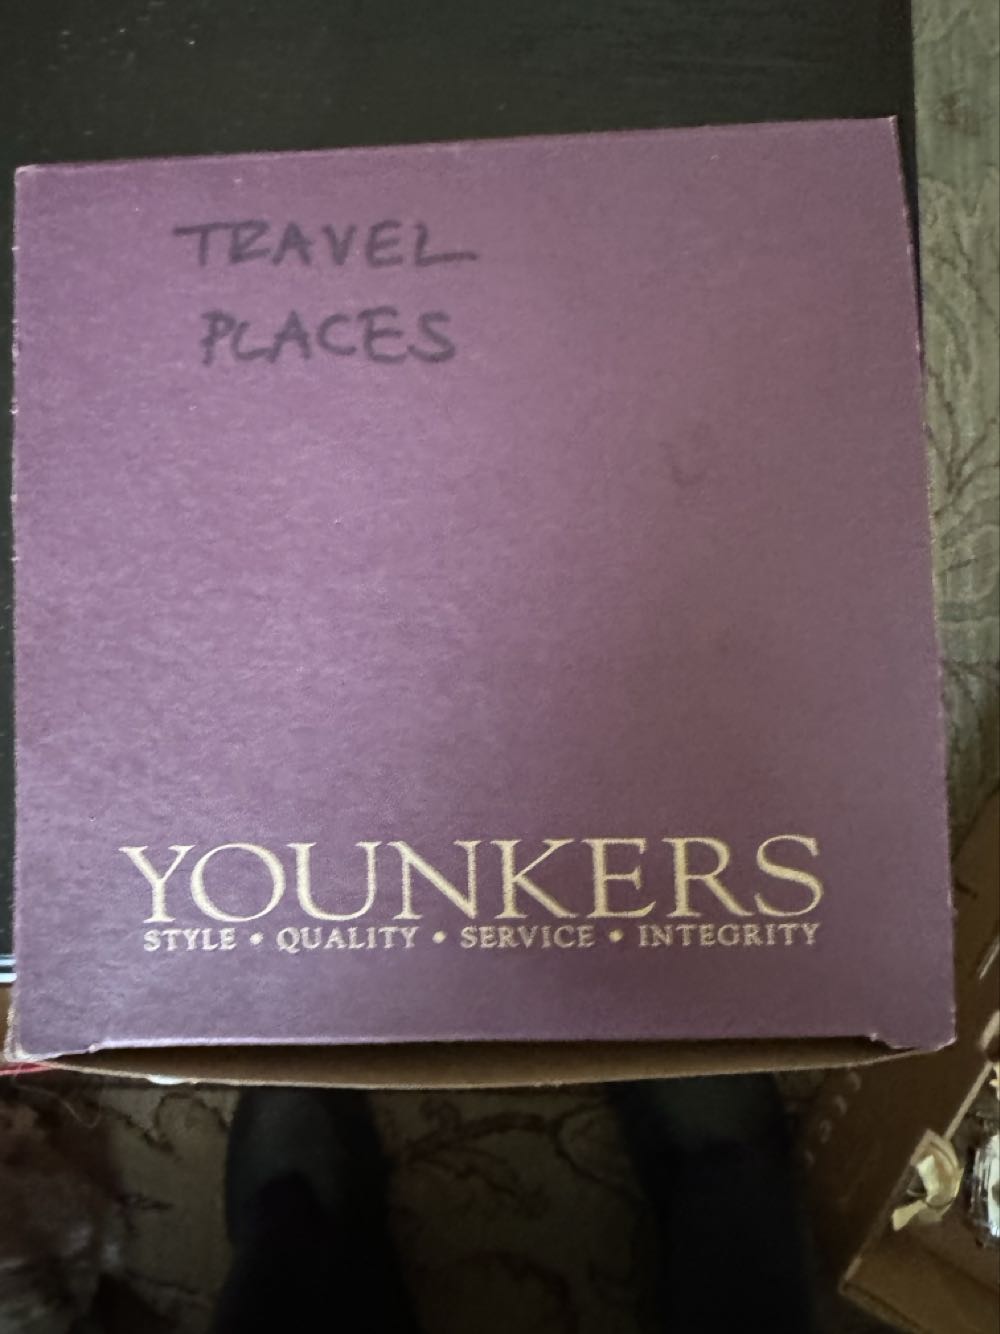 TRAVEL
PLACES
YOUNKERS
STYLE • QUALITY • SERVICE • INTEGRITY